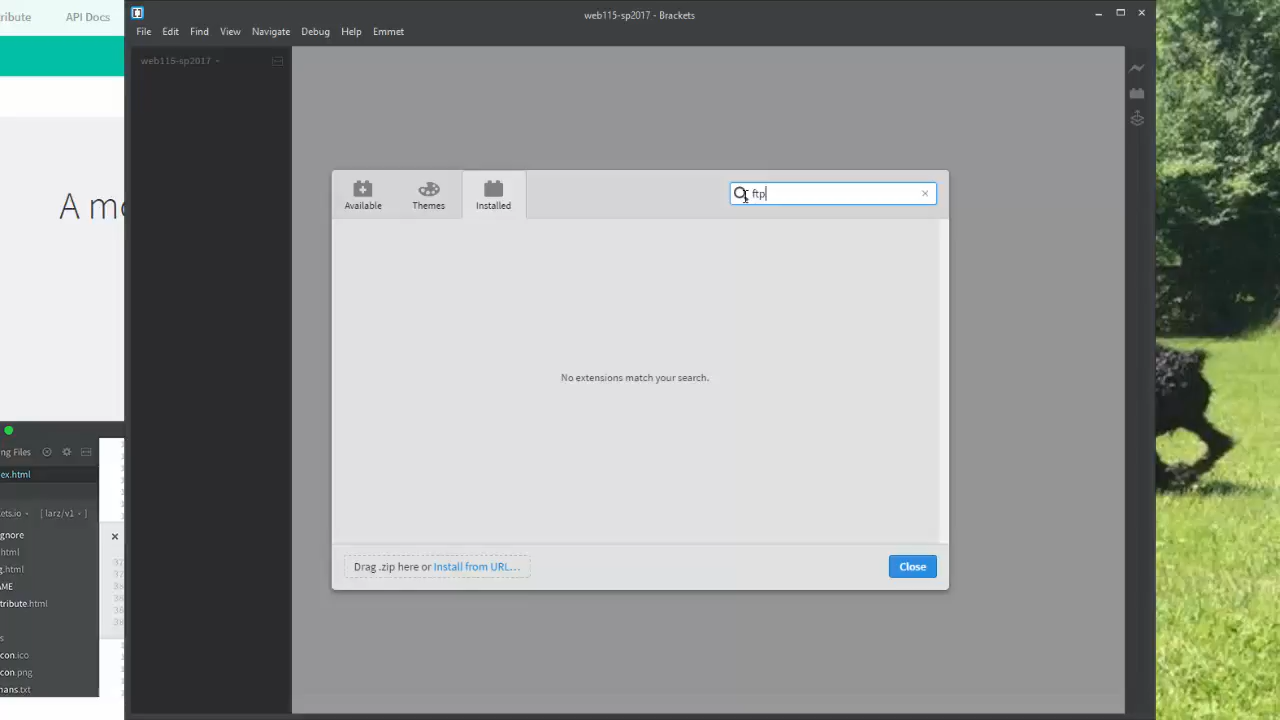 ribute
API Docs
web115-sp2017 - Brackets
File Edit Find View Navigate Debug Help Emmet
web115-sp2017
A mo
Available
Themes
Installed
ftp
No extensions match your search.
Drag .zip here or Install from URL...
Close
ng Files
ex.html
ets.io
[ larz/v1 ]
gnore
.html
g.html
AME
tribute.html
s
con.ico
con.png
mans.txt